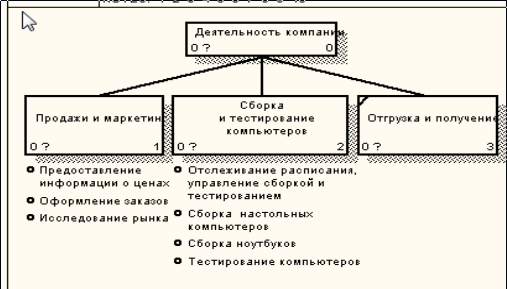 Деятельность компании
0 ? 0
Продажи и маркетин
0 ? 1
Сборка
и тестирование
компьютеров
0 ? 2
Отгрузка и получение
0 ? 3
Предоставление
информации о ценах
Оформление заказов
Исследование рынка
Отслеживание расписания,
управление сборкой и
тестированием
Сборка настольных
компьютеров
Сборка ноутбуков
Тестирование компьютеров